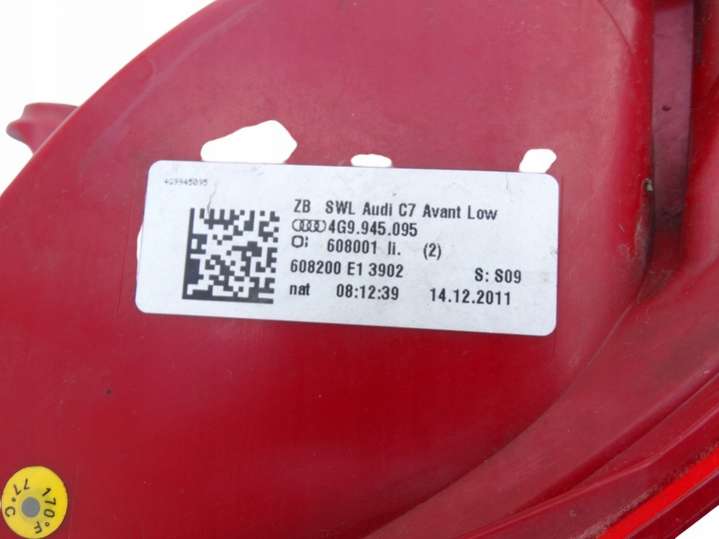 4G9945095
ZB SWL Audi C7 Avant Low
4G9.945.095
608001 li. (2)
608200 E1 3902 S: S09
nat 08:12:39 14.12.2011
170°F
77°C